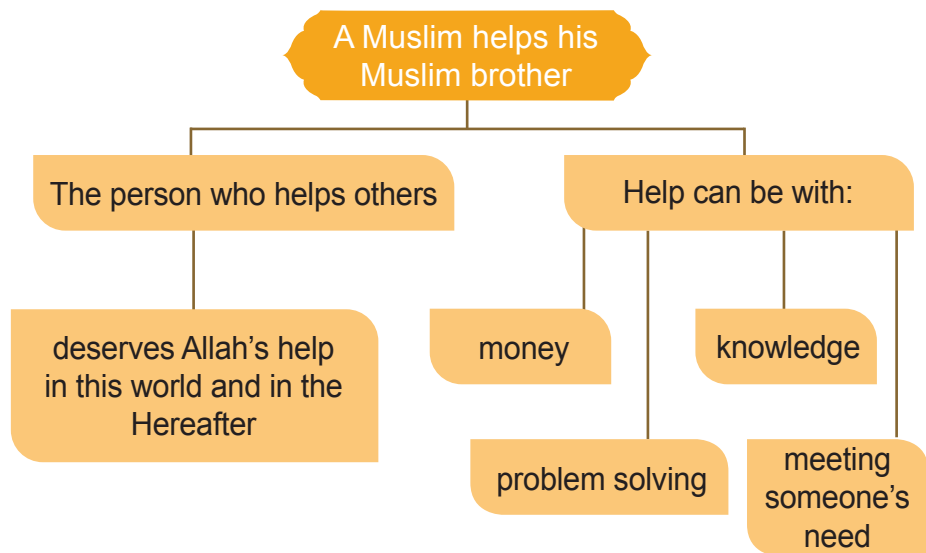 A Muslim helps his
Muslim brother
The person who helps others
Help can be with:
deserves Allah's help
in this world and in the
Hereafter
money
knowledge
problem solving
meeting
someone's
need